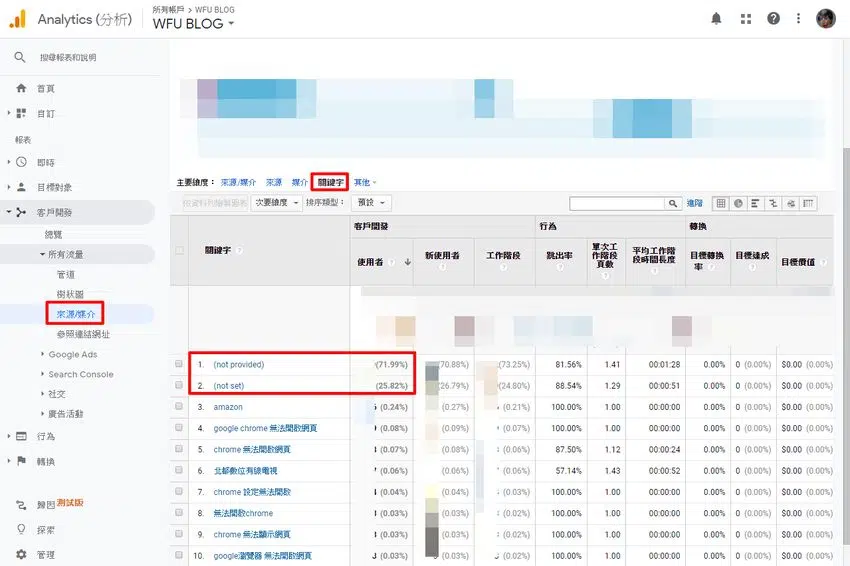 Analytics (分析)
所有帳戶 > WFU BLOG
WFU BLOG
搜尋報表和說明
首頁
自訂
報表
即時
目標對象
客戶開發
總覽
所有流量
管道
樹狀圖
來源/媒介
參照連結網址
Google Ads
Search Console
社交
廣告活動
行為
轉換
歸因 測試版
探索
管理
主要維度： 來源/媒介 來源 媒介 關鍵字 其他
在資料列繪製圖表 次要維度 排序類型： 預設 進階
關鍵字 客戶開發 行為 轉換
使用者 新使用者 工作階段 跳出率 單次工作階段頁數 平均工作階段時間長度 目標轉換率 目標達成 目標價值
1. (not provided) (71.99%) (70.88%) (73.25%) 81.56% 1.41 00:01:28 0.00% 0 (0.00%) $0.00 (0.00%)
2. (not set) (25.82%) (26.79%) (24.80%) 88.54% 1.29 00:00:51 0.00% 0 (0.00%) $0.00 (0.00%)
3. amazon (0.24%) (0.27%) (0.21%) 100.00% 1.00 00:00:00 0.00% 0 (0.00%) $0.00 (0.00%)
4. google chrome 無法開啟網頁 (0.08%) (0.09%) (0.07%) 100.00% 1.00 00:00:00 0.00% 0 (0.00%) $0.00 (0.00%)
5. chrome 無法開啟網頁 (0.07%) (0.08%) (0.06%) 87.50% 1.12 00:00:24 0.00% 0 (0.00%) $0.00 (0.00%)
6. 北都數位有線電視 (0.06%) (0.06%) (0.06%) 57.14% 1.43 00:00:52 0.00% 0 (0.00%) $0.00 (0.00%)
7. chrome 設定無法開啟 (0.04%) (0.04%) (0.03%) 100.00% 1.00 00:00:00 0.00% 0 (0.00%) $0.00 (0.00%)
8. 無法開啟chrome (0.03%) (0.03%) (0.02%) 100.00% 1.00 00:00:00 0.00% 0 (0.00%) $0.00 (0.00%)
9. chrome 無法顯示網頁 (0.03%) (0.03%) (0.02%) 100.00% 1.00 00:00:00 0.00% 0 (0.00%) $0.00 (0.00%)
10. google瀏覽器 無法開啟網頁 (0.03%) (0.03%) (0.02%) 100.00% 1.00 00:00:00 0.00% 0 (0.00%) $0.00 (0.00%)